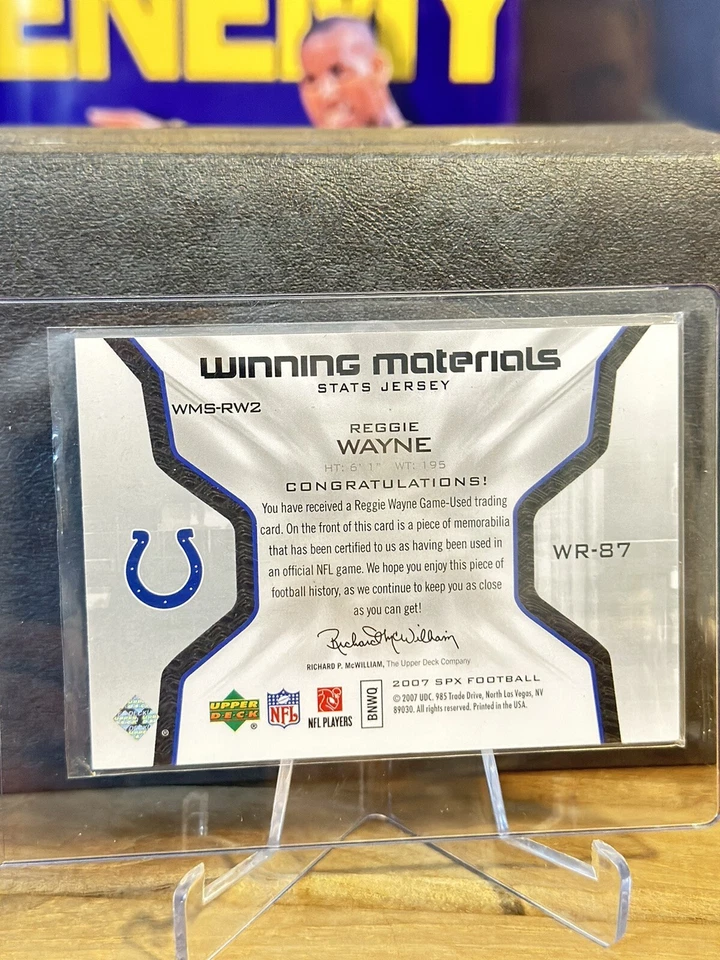 ENEMY
winning materials
STATS JERSEY
WMS-RW2
REGGIE
WAYNE
HT: 6' 1" WT: 195
CONGRATULATIONS!
You have received a Reggie Wayne Game-Used trading
card. On the front of this card is a piece of memorabilia
that has been certified to us as having been used in
an official NFL game. We hope you enjoy this piece of
football history, as we continue to keep you as close
as you can get!
WR-87
Richard P. McWilliam
RICHARD P. McWILLIAM, The Upper Deck Company
UPPER
DECK
®
NFL
NFL PLAYERS
BNWQ
2007 SPX FOOTBALL
© 2007 UDC. 985 Trade Drive, North Las Vegas, NV
89030. All rights reserved. Printed in the USA.
®